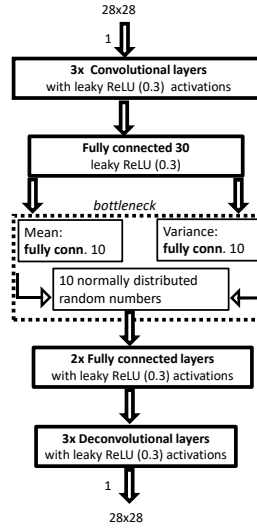 28x28
1
3x Convolutional layers
with leaky ReLU (0.3) activations
Fully connected 30
leaky ReLU (0.3)
bottleneck
Mean:
fully conn. 10
Variance:
fully conn. 10
10 normally distributed
random numbers
2x Fully connected layers
with leaky ReLU (0.3) activations
3x Deconvolutional layers
with leaky ReLU (0.3) activations
1
28x28